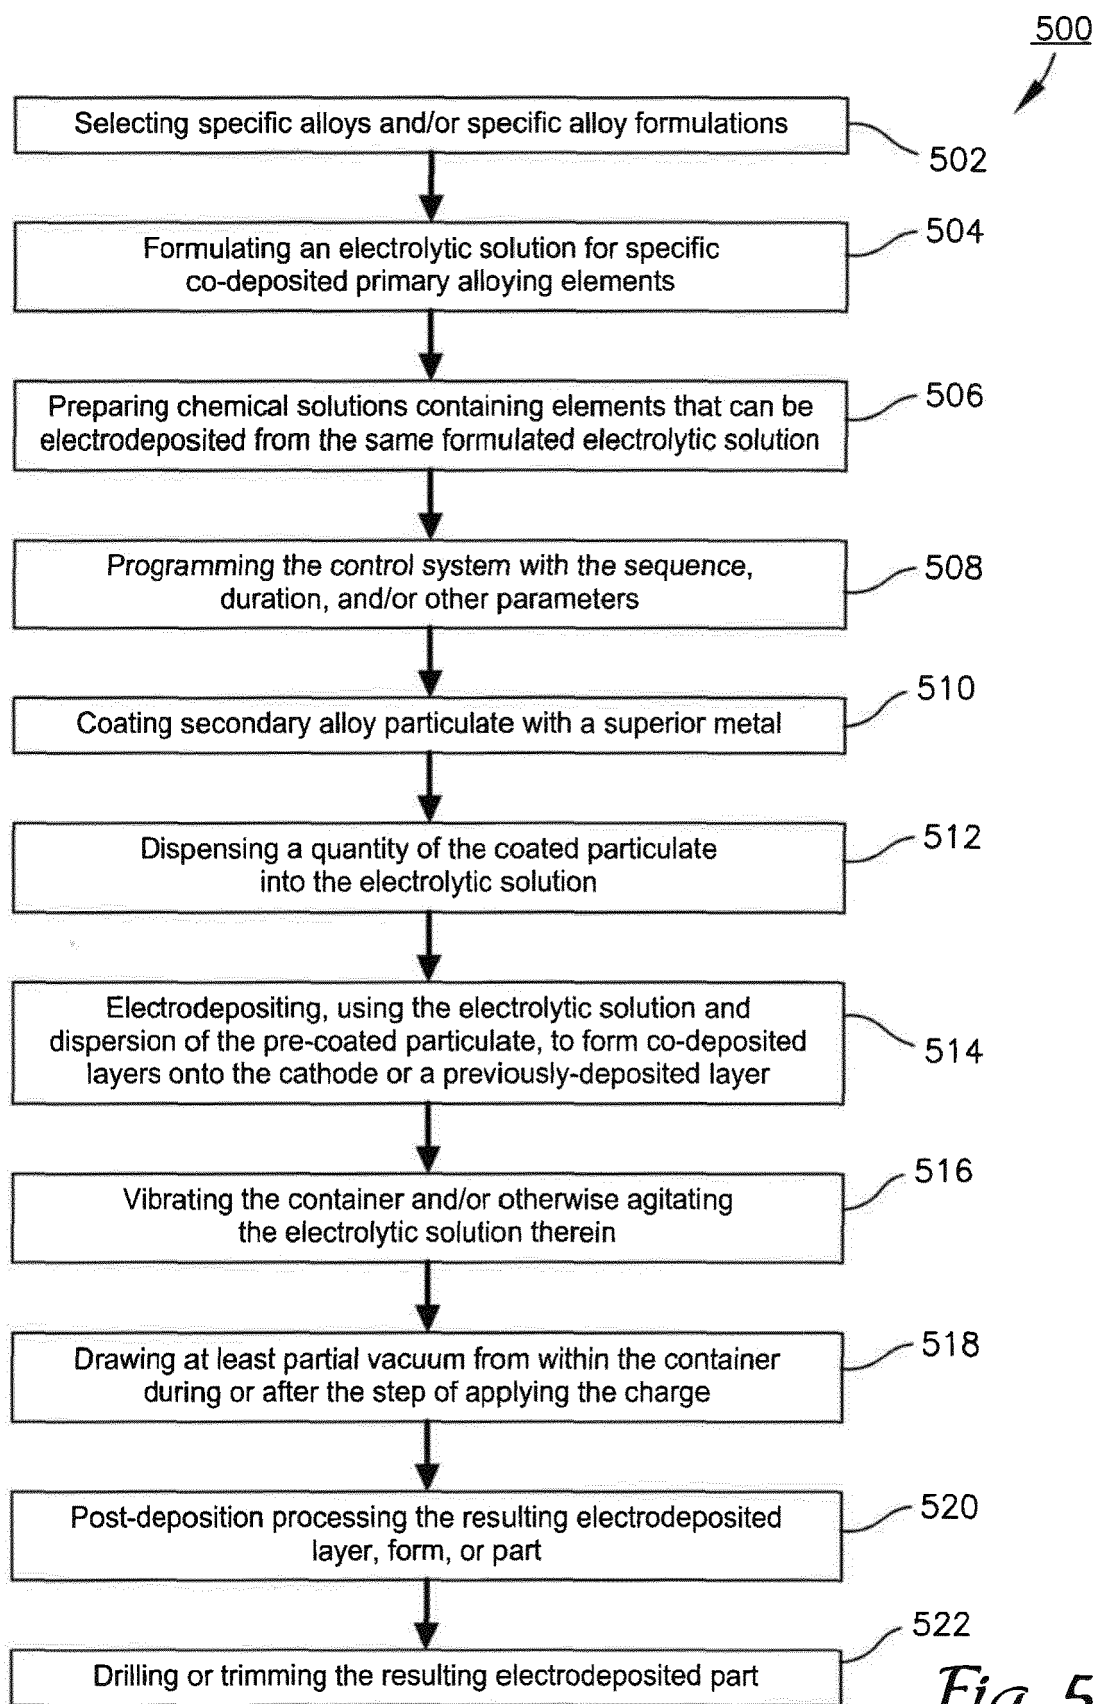 500
Selecting specific alloys and/or specific alloy formulations
502
504
Formulating an electrolytic solution for specific
co-deposited primary alloying elements
506
Preparing chemical solutions containing elements that can be
electrodeposited from the same formulated electrolytic solution
508
Programming the control system with the sequence,
duration, and/or other parameters
510
Coating secondary alloy particulate with a superior metal
512
Dispensing a quantity of the coated particulate
into the electrolytic solution
Electrodepositing, using the electrolytic solution and
dispersion of the pre-coated particulate, to form co-deposited
layers onto the cathode or a previously-deposited layer
514
516
Vibrating the container and/or otherwise agitating
the electrolytic solution therein
518
Drawing at least partial vacuum from within the container
during or after the step of applying the charge
520
Post-deposition processing the resulting electrodeposited
layer, form, or part
522
Drilling or trimming the resulting electrodeposited part
Fig. 5